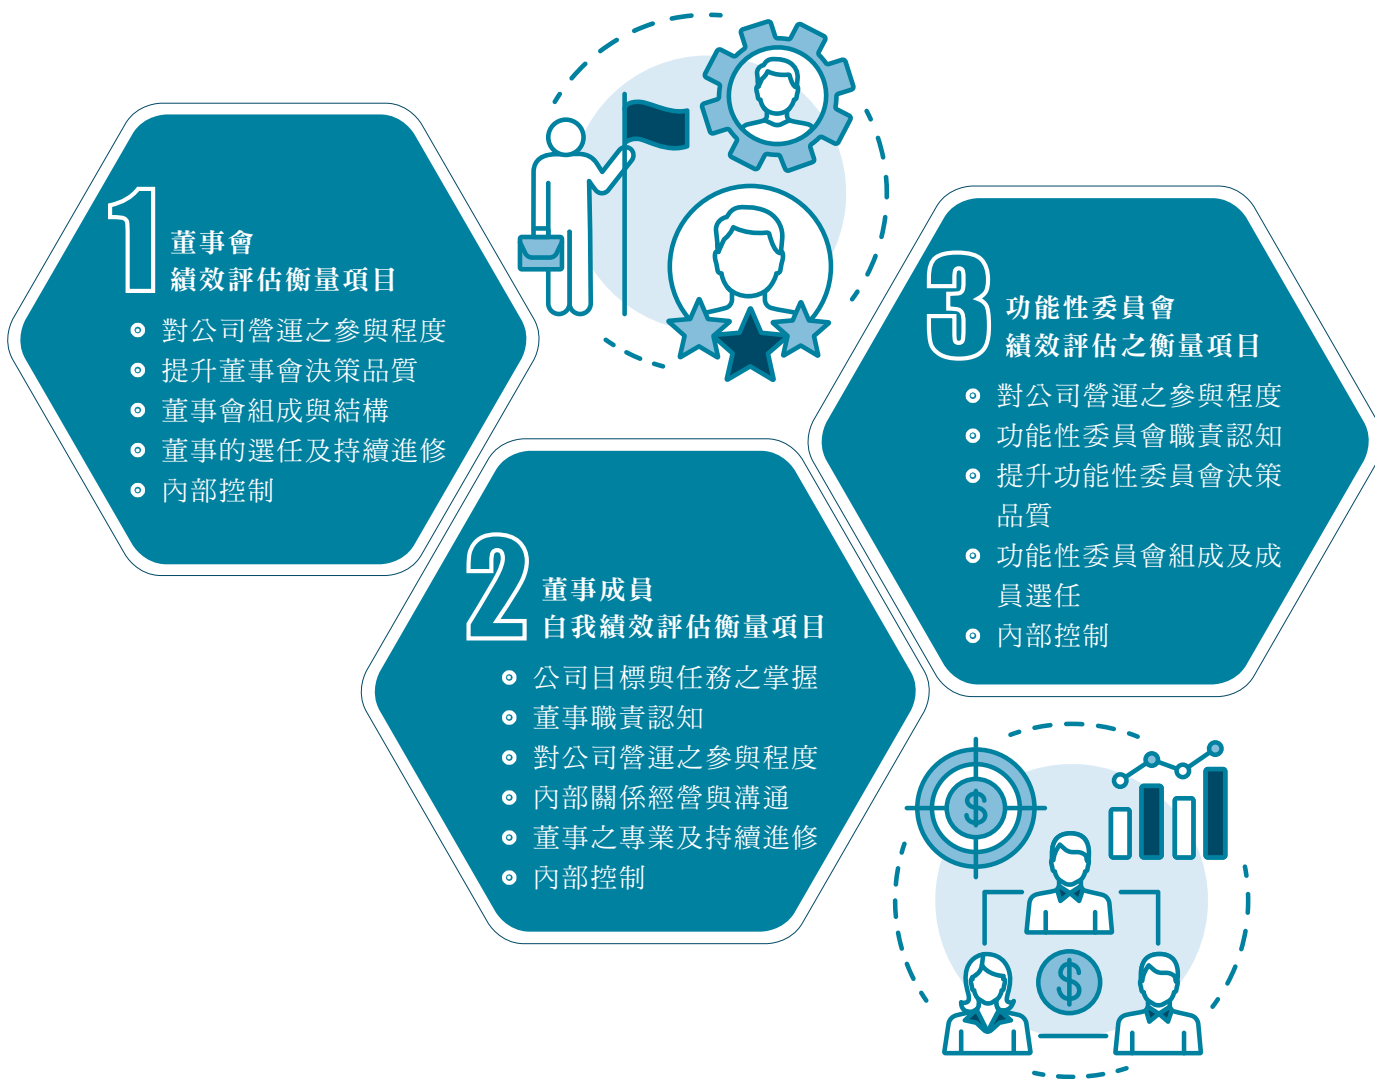 1
董事會
績效評估衡量項目
對公司營運之參與程度
提升董事會決策品質
董事會組成與結構
董事的選任及持續進修
內部控制
2
董事成員
自我績效評估衡量項目
公司目標與任務之掌握
董事職責認知
對公司營運之參與程度
內部關係經營與溝通
董事之專業及持續進修
內部控制
3
功能性委員會
績效評估之衡量項目
對公司營運之參與程度
功能性委員會職責認知
提升功能性委員會決策
品質
功能性委員會組成及成
員選任
內部控制
$
$